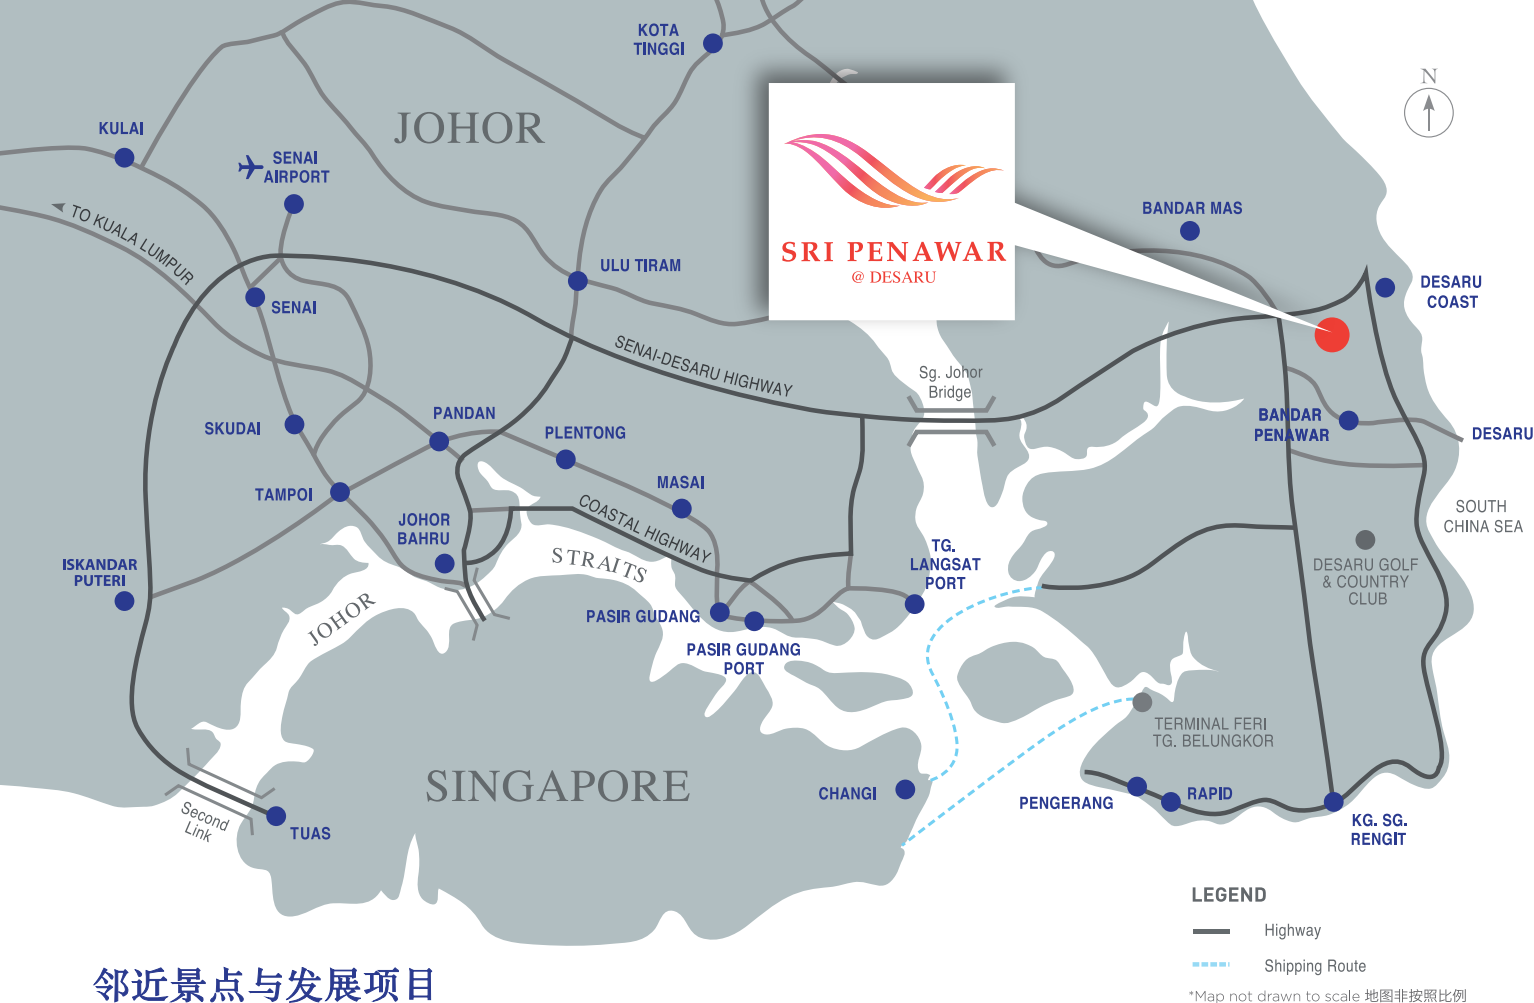 KOTA
TINGGI
JOHOR
N
KULAI
SENAI
AIRPORT
TO KUALA LUMPUR
SRI PENAWAR
@ DESARU
BANDAR MAS
ULU TIRAM
DESARU
COAST
SENAI
SENAI-DESARU HIGHWAY
Sg. Johor
Bridge
SKUDAI
PANDAN
PLENTONG
BANDAR
PENAWAR
DESARU
TAMPOI
MASAI
COASTAL HIGHWAY
SOUTH
CHINA SEA
JOHOR
BAHRU
STRAITS
TG.
LANGSAT
PORT
ISKANDAR
PUTERI
DESARU GOLF
& COUNTRY
CLUB
JOHOR
PASIR GUDANG
PASIR GUDANG
PORT
TERMINAL FERI
TG. BELUNGKOR
SINGAPORE
CHANGI
PENGERANG
RAPID
Second
Link
TUAS
KG. SG.
RENGIT
LEGEND
Highway
Shipping Route
*Map not drawn to scale 地图非按照比例
邻近景点与发展项目